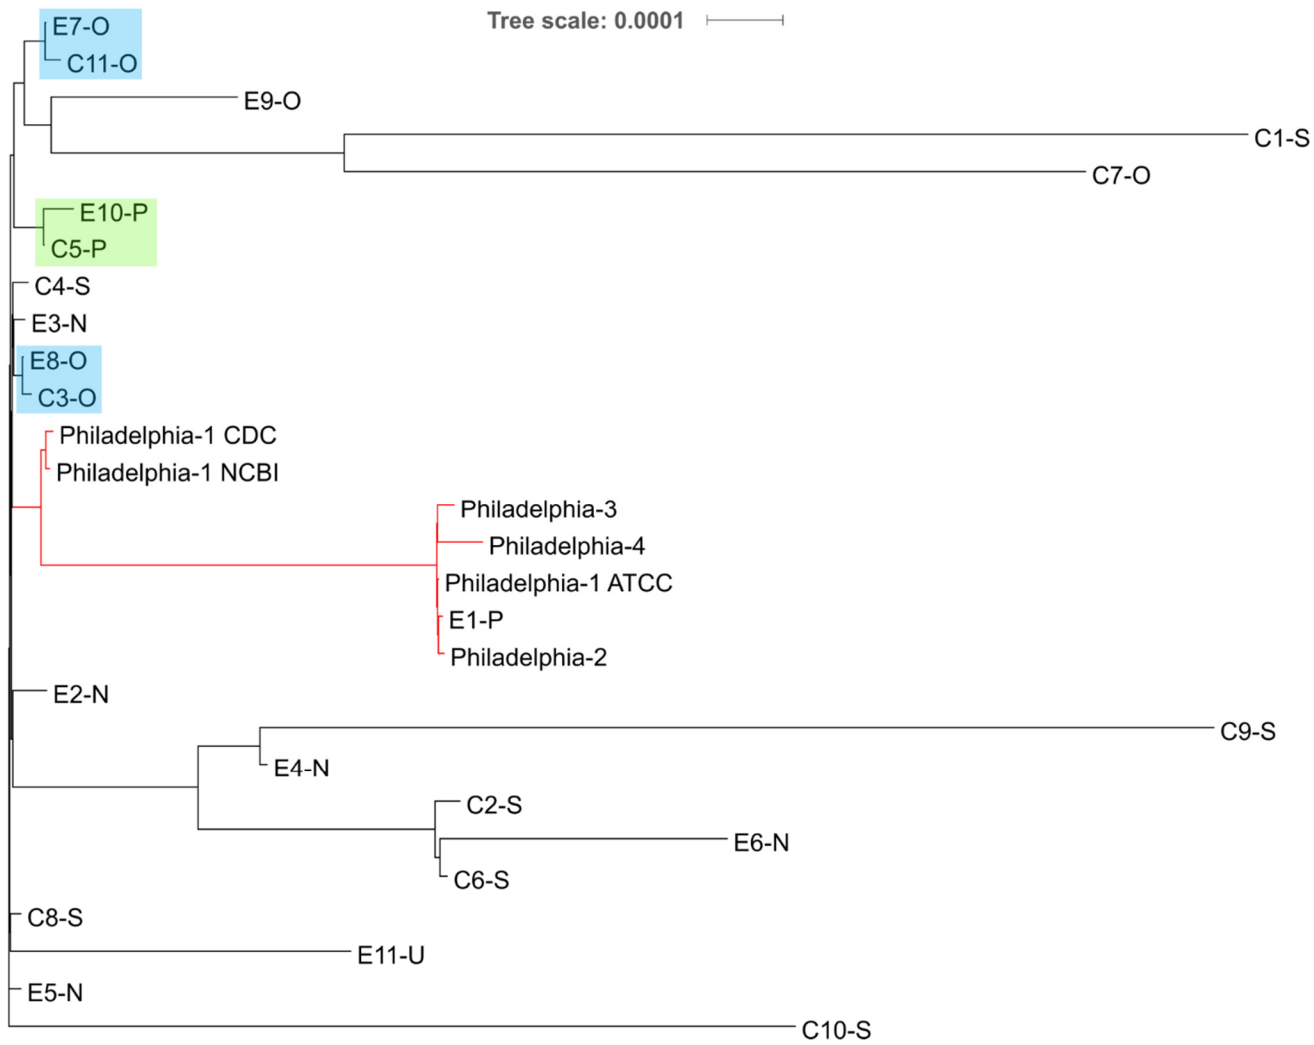 Tree scale: 0.0001
E7-O
C11-O
E9-O
C1-S
C7-O
E10-P
C5-P
C4-S
E3-N
E8-O
C3-O
Philadelphia-1 CDC
Philadelphia-1 NCBI
Philadelphia-3
Philadelphia-4
Philadelphia-1 ATCC
E1-P
Philadelphia-2
E2-N
C9-S
E4-N
C2-S
E6-N
C6-S
C8-S
E11-U
E5-N
C10-S